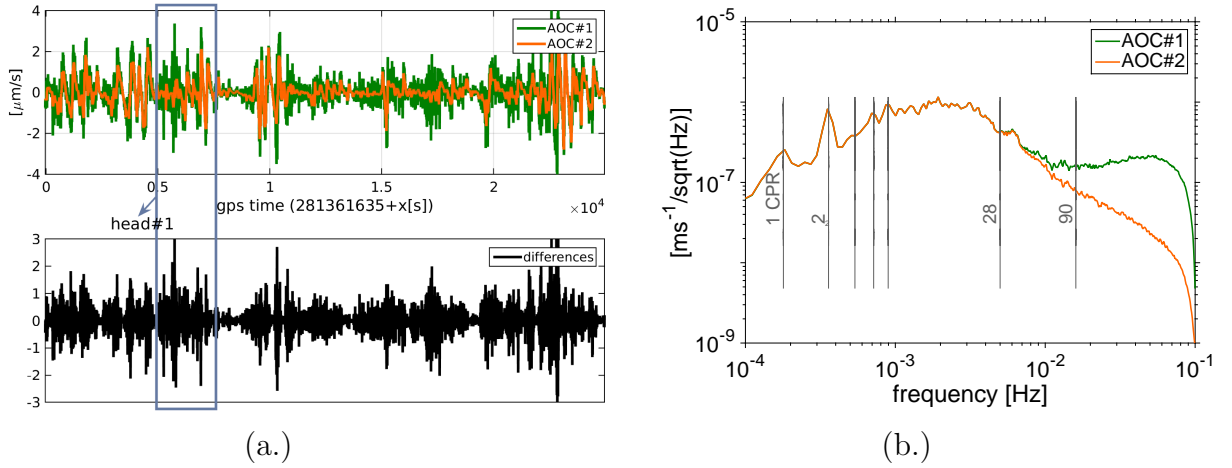 4
2
0
-2
-4
[μm/s]
AOC#1
AOC#2
0
0.5
1
1.5
2
gps time (281361635+x[s])
×10⁴
head#1
3
2
1
0
-1
-2
-3
differences
(a.)
10⁻⁵
10⁻⁷
10⁻⁹
[ms⁻¹/sqrt(Hz)]
AOC#1
AOC#2
1 CPR
2
28
90
10⁻⁴
10⁻³
10⁻²
10⁻¹
frequency [Hz]
(b.)